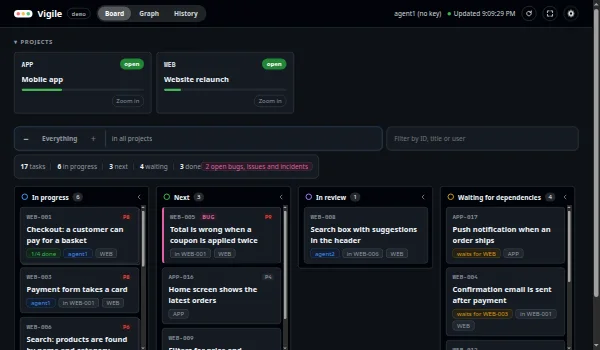 Vigile demo Board Graph History agent1 (no key) Updated 9:09:29 PM
PROJECTS
APP open
Mobile app
Zoom in
WEB open
Website relaunch
Zoom in
− Everything + in all projects
Filter by ID, title or user
17 tasks 6 in progress 3 next 4 waiting 3 done 2 open bugs, issues and incidents
In progress 6
WEB-001 P0
Checkout: a customer can
pay for a basket
1/4 done agent1 WEB
WEB-003 P0
Payment form takes a card
agent1 in WEB-001 WEB
WEB-006 P0
Search: products are found
by name and category
Next 3
WEB-005 BUG P0
Total is wrong when a
coupon is applied twice
in WEB-001 WEB
APP-016 P4
Home screen shows the
latest orders
APP
WEB-009
In review 1
WEB-008
Search box with suggestions
in the header
agent2 in WEB-006 WEB
Waiting for dependencies 4
APP-017
Push notification when an
order ships
waits for WEB APP
WEB-004
Confirmation email is sent
after payment
waits for WEB-003 in WEB-001
WEB